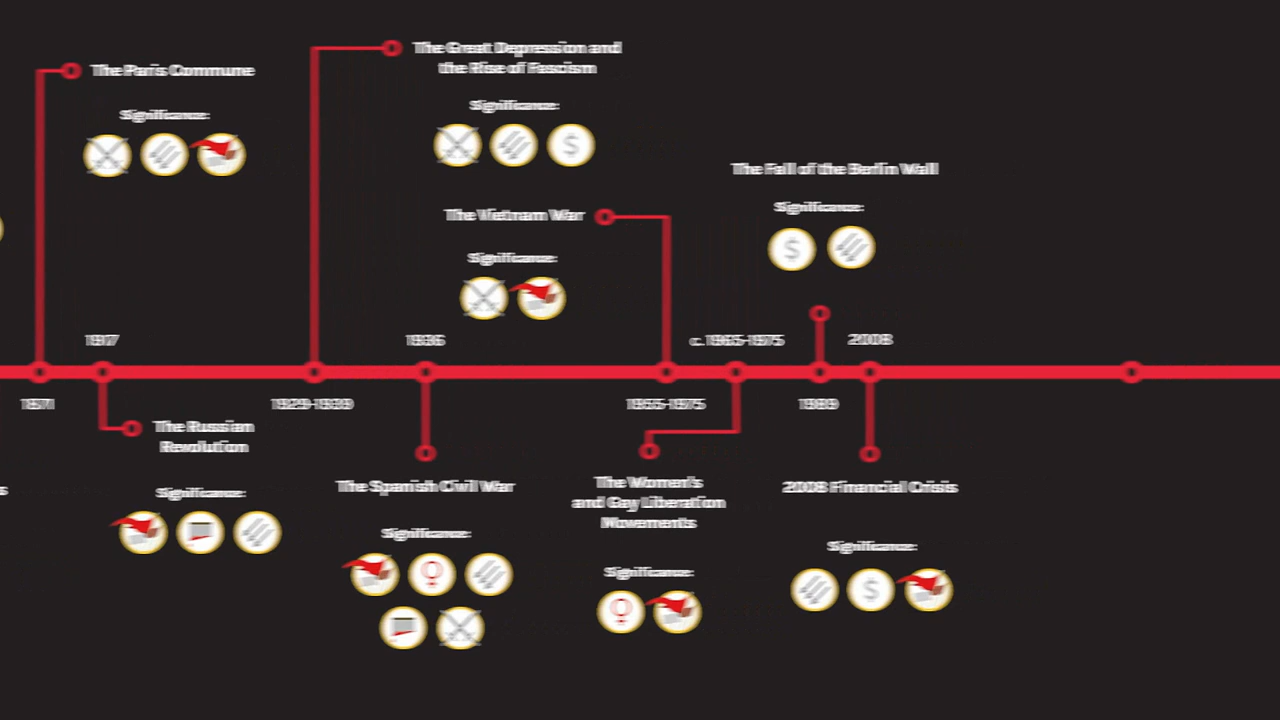 The Great Depression and
the Rise of Fascism
Significance:
The Paris Commune
Significance:
The Vietnam War
Significance:
The Fall of the Berlin Wall
Significance:
1917
1936
c. 1965-1975
2008
1871
1929-1939
1955-1975
1989
The Russian
Revolution
Significance:
The Spanish Civil War
Significance:
The Women's
and Gay Liberation
Movements
Significance:
2008 Financial Crisis
Significance: